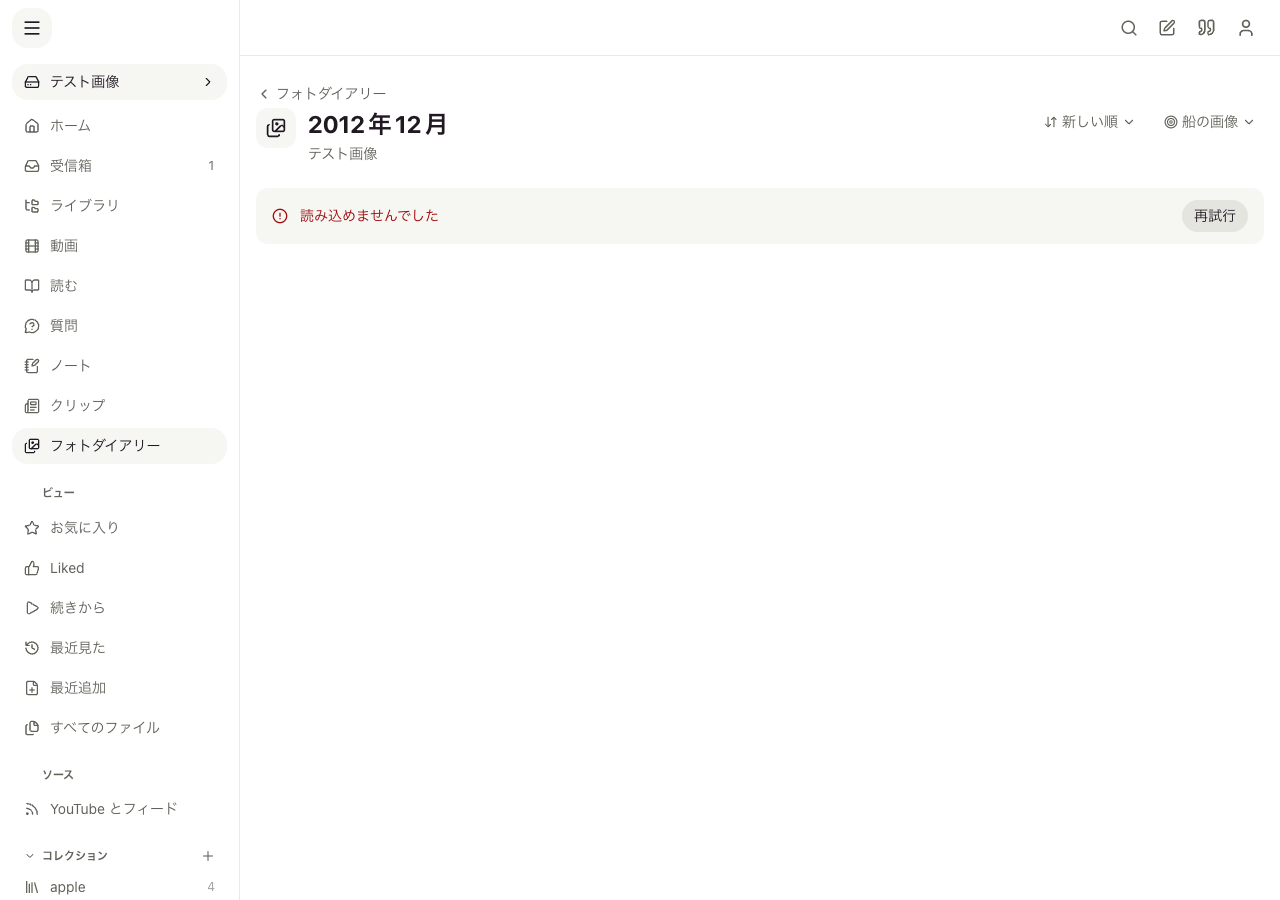 テスト画像
ホーム
受信箱 1
ライブラリ
動画
読む
質問
ノート
クリップ
フォトダイアリー
ビュー
お気に入り
Liked
続きから
最近見た
最近追加
すべてのファイル
ソース
YouTube とフィード
コレクション
apple 4
フォトダイアリー
2012年12月
テスト画像
新しい順
船の画像
読み込めませんでした
再試行